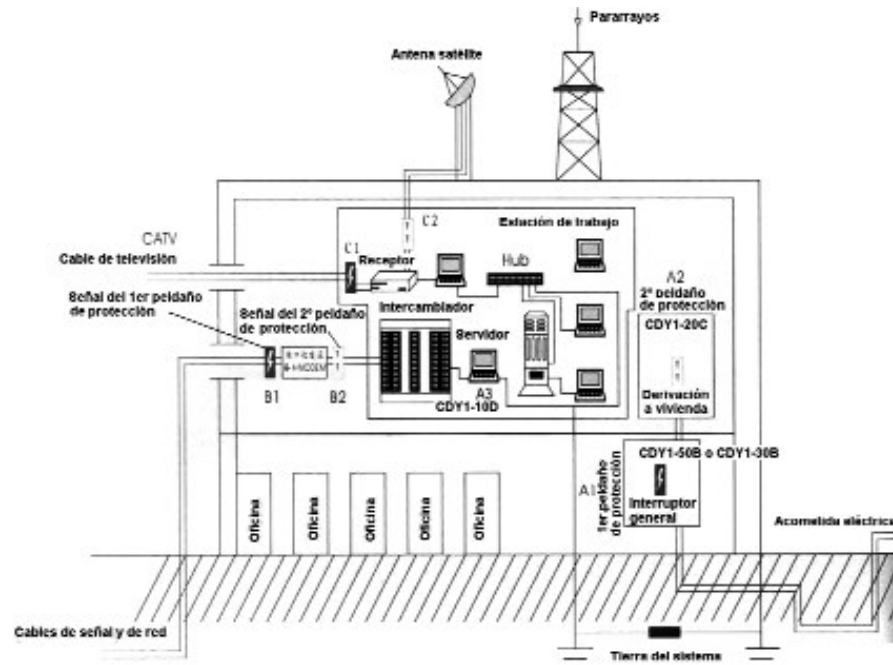 Pararrayos
Antena satélite
C2
Estación de trabajo
CATV
C1
Receptor
Hub
Cable de televisión
A2
2º peldaño
de protección
Señal del 1er peldaño
de protección
Señal del 2º peldaño
de protección
Intercambiador
Servidor
CDY1-20C
MODEM
Derivación
a vivienda
B1
B2
A3
CDY1-10D
CDY1-50B o CDY1-30B
A1
1er peldaño
de protección
Interruptor
general
Oficina
Oficina
Oficina
Oficina
Oficina
Acometida eléctrica
Cables de señal y de red
Tierra del sistema